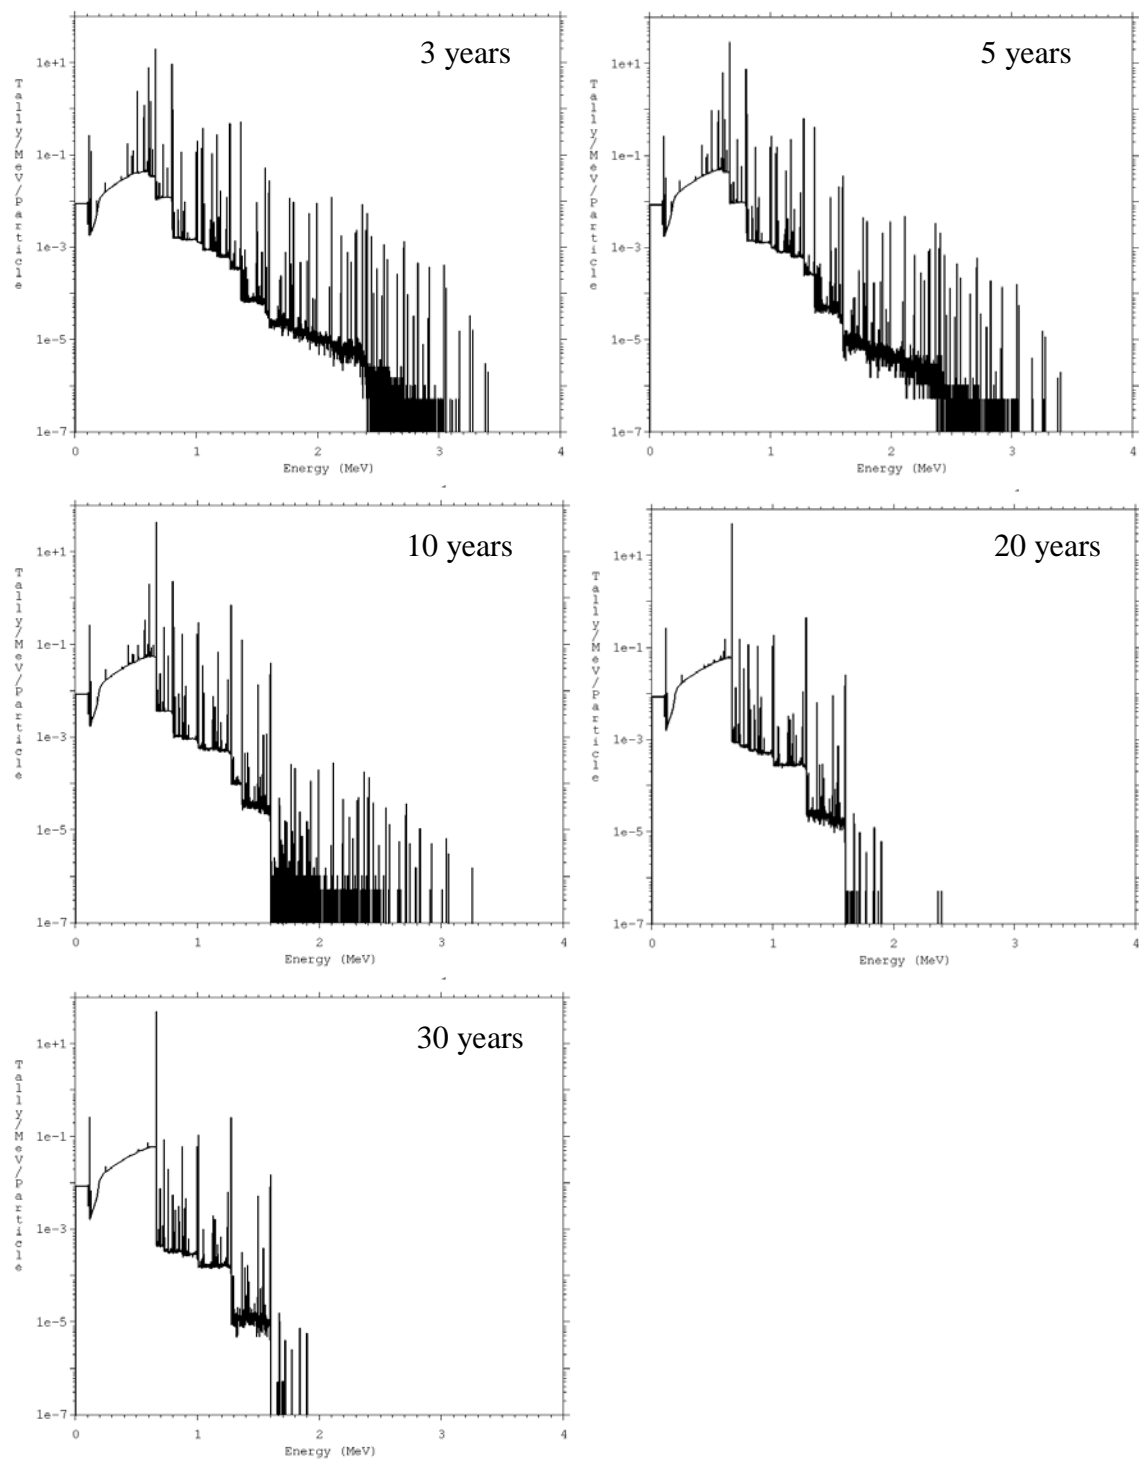 3 years
1e+1
1e-1
1e-3
1e-5
1e-7
Tally/MeV/Particle
0 1 2 3 4
Energy (MeV)
5 years
1e+1
1e-1
1e-3
1e-5
1e-7
Tally/MeV/Particle
0 1 2 3 4
Energy (MeV)
10 years
1e+1
1e-1
1e-3
1e-5
1e-7
Tally/MeV/Particle
0 1 2 3 4
Energy (MeV)
20 years
1e+1
1e-1
1e-3
1e-5
1e-7
Tally/MeV/Particle
0 1 2 3 4
Energy (MeV)
30 years
1e+1
1e-1
1e-3
1e-5
1e-7
Tally/MeV/Particle
0 1 2 3 4
Energy (MeV)